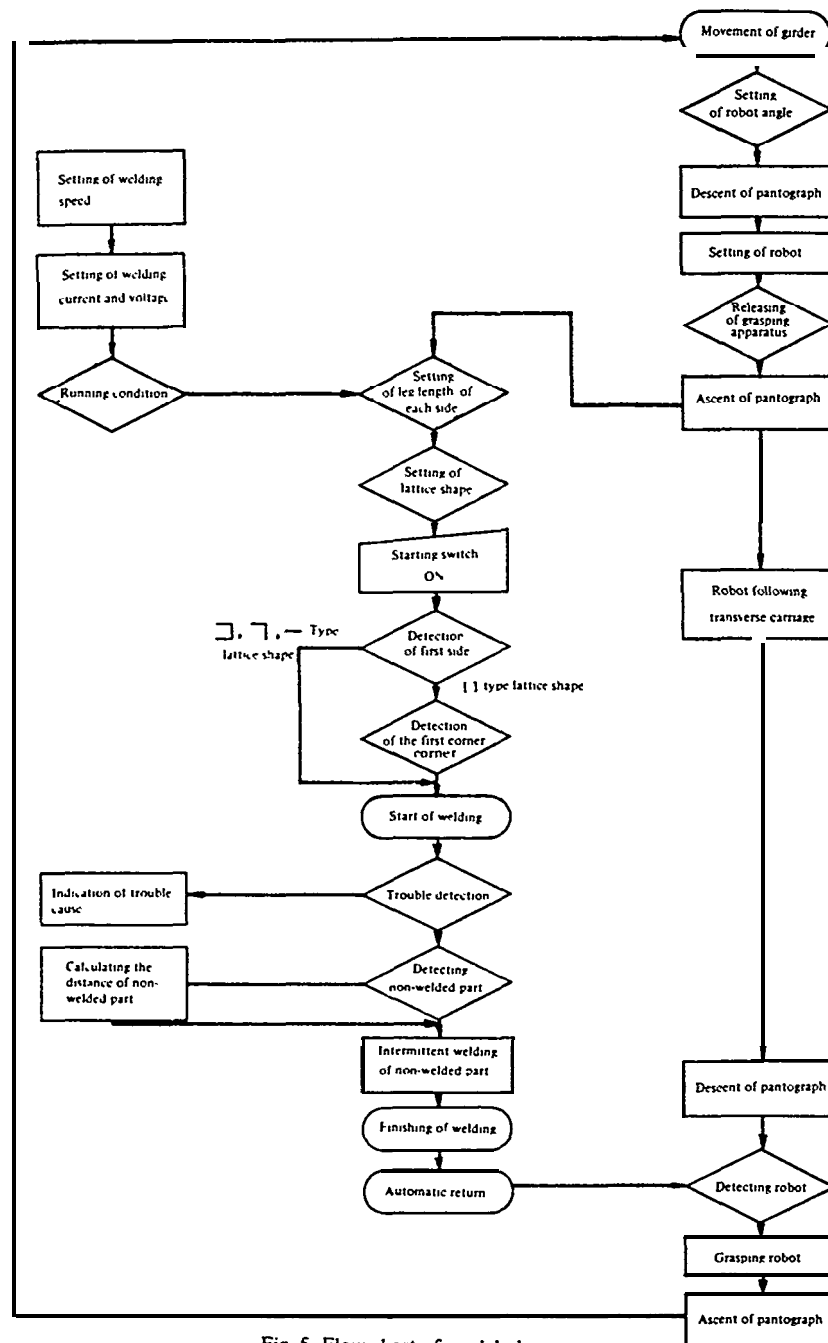 Movement of girder
Setting
of robot angle
Descent of pantograph
Setting of robot
Releasing
of grasping
apparatus
Ascent of pantograph
Setting of welding
speed
Setting of welding
current and voltage
Running condition
Setting
of leg length of
each side
Setting of
lattice shape
Starting switch
ON
Robot following
transverse carriage
Type
lattice shape
Detection
of first side
[ ] type lattice shape
Detection
of the first corner
corner
Start of welding
Indication of trouble
cause
Trouble detection
Calculating the
distance of non-
welded part
Detecting
non-welded part
Intermittent welding
of non-welded part
Finishing of welding
Automatic return
Descent of pantograph
Detecting robot
Grasping robot
Ascent of pantograph
Fig. 5 Flow chart of